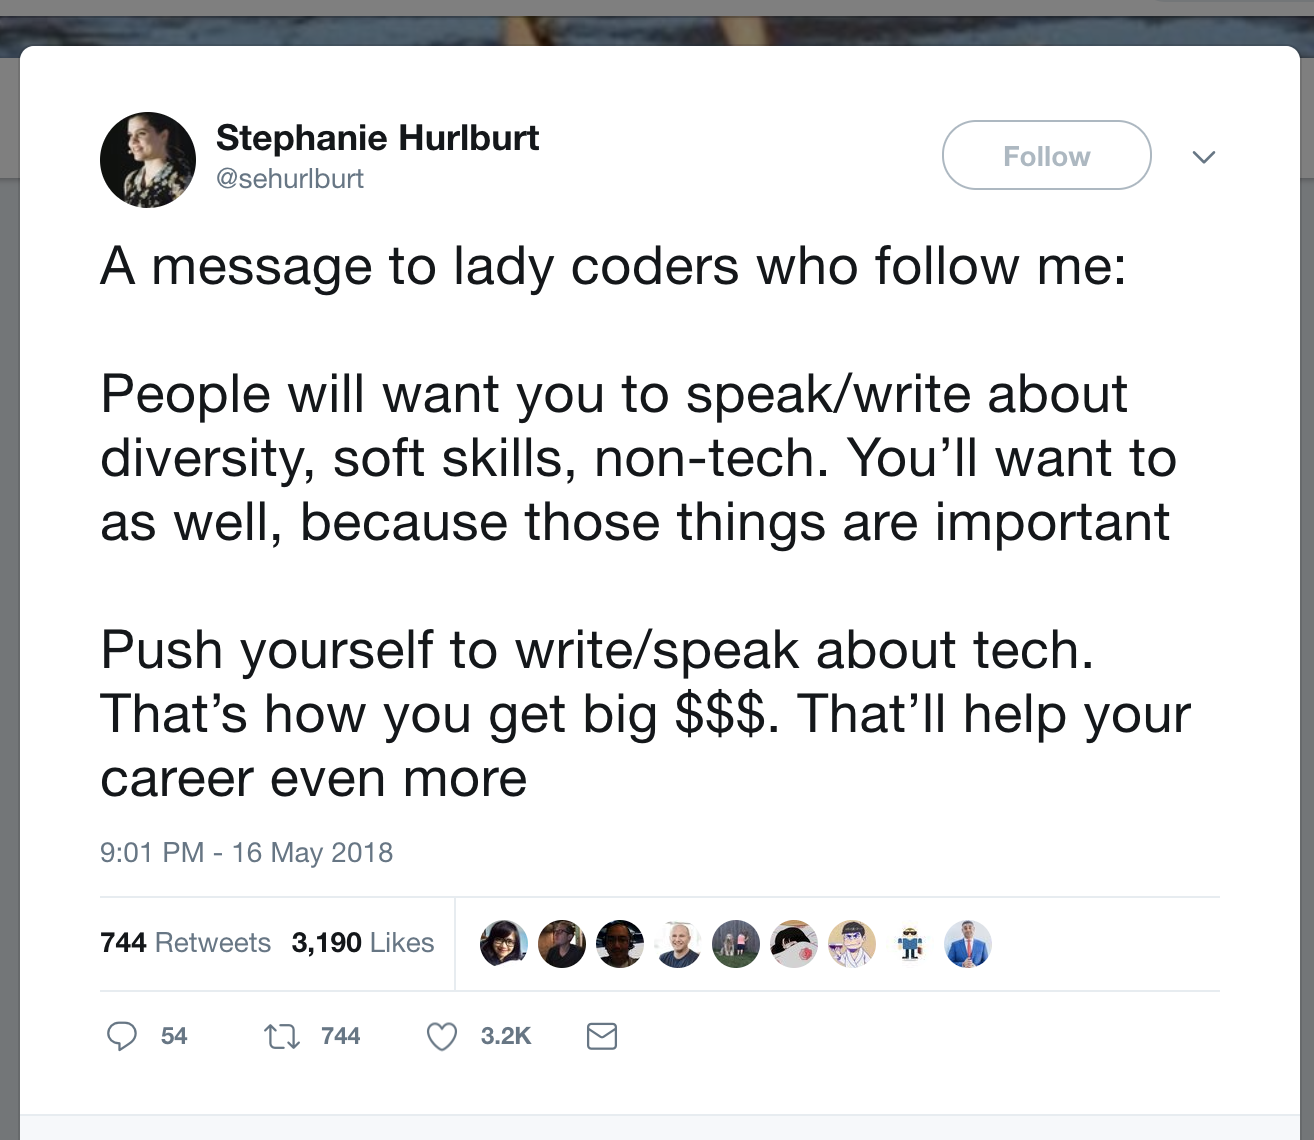 Stephanie Hurlburt
@sehurlburt
Follow
A message to lady coders who follow me:
People will want you to speak/write about
diversity, soft skills, non-tech. You’ll want to
as well, because those things are important
Push yourself to write/speak about tech.
That’s how you get big $$$. That’ll help your
career even more
9:01 PM - 16 May 2018
744 Retweets 3,190 Likes
54 744 3.2K